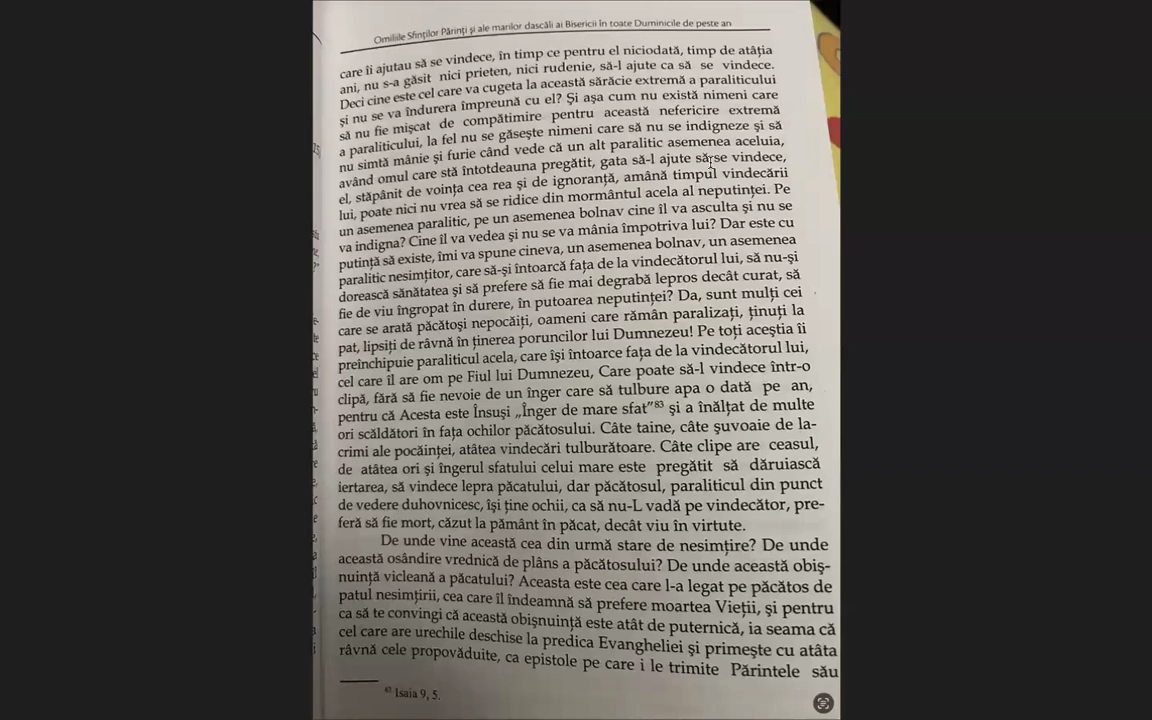 Omiliile Sfinților Părinți și ale marilor dascăli ai Bisericii în toate Duminicile de peste an
care îi ajutau să se vindece, în timp ce pentru el niciodată, timp de atâția
ani, nu s-a găsit nici prieten, nici rudenie, să-l ajute ca să se vindece.
Deci cine este cel care va cugeta la această sărăcie extremă a paraliticului
și nu se va îndura împreună cu el? Și așa cum nu există nimeni care
să nu fie mișcat de compătimire pentru această nefericire extremă
a paraliticului, la fel nu se găsește nimeni care să nu se indigneze și să
nu simtă mânie și furie când vede că un alt paralitic asemenea aceluia,
având omul care stă întotdeauna pregătit, gata să-l ajute să se vindece,
el, stăpânit de voința cea rea și de ignoranță, amână timpul vindecării
lui, poate nici nu vrea să se ridice din mormântul acela al neputinței. Pe
un asemenea paralitic, pe un asemenea bolnav cine îl va asculta și nu se
va indigna? Cine îl va vedea și nu se va mânia împotriva lui? Dar este cu
putință să existe, îmi va spune cineva, un asemenea bolnav, un asemenea
paralitic nesimțitor, care să-și întoarcă fața de la vindecătorul lui, să nu-și
dorească sănătatea și să prefere să fie mai degrabă lepros decât curat, să
fie de viu îngropat în durere, în putoarea neputinței? Da, sunt mulți cei
care se arată păcătoși nepocăiți, oameni care rămân paralizați, ținuți la
pat, lipsiți de râvnă în ținerea poruncilor lui Dumnezeu! Pe toți aceștia îi
preînchipuie paraliticul acela, care își întoarce fața de la vindecătorul lui,
cel care îl are om pe Fiul lui Dumnezeu, Care poate să-l vindece într-o
clipă, fără să fie nevoie de un înger care să tulbure apa o dată pe an,
pentru că Acesta este Însuși „Înger de mare sfat”⁸³ și a înălțat de multe
ori scăldători în fața ochilor păcătosului. Câte taine, câte șuvoaie de la-
crimi ale pocăinței, atâtea vindecări tulburătoare. Câte clipe are ceasul,
de atâtea ori și îngerul sfatului celui mare este pregătit să dăruiască
iertarea, să vindece lepra păcatului, dar păcătosul, paraliticul din punct
de vedere duhovnicesc, își ține ochii, ca să nu-L vadă pe vindecător, pre-
feră să fie mort, căzut la pământ în păcat, decât viu în virtute.
De unde vine această cea din urmă stare de nesimțire? De unde
această osândire vrednică de plâns a păcătosului? De unde această obiș-
nuință vicleană a păcatului? Aceasta este cea care l-a legat pe păcătos de
patul nesimțirii, cea care îl îndeamnă să prefere moartea Vieții, și pentru
ca să te convingi că această obișnuință este atât de puternică, ia seama că
cel care are urechile deschise la predica Evangheliei și primește cu atâta
râvnă cele propovăduite, ca epistole pe care i le trimite Părintele său
⁸³ Isaia 9, 5.